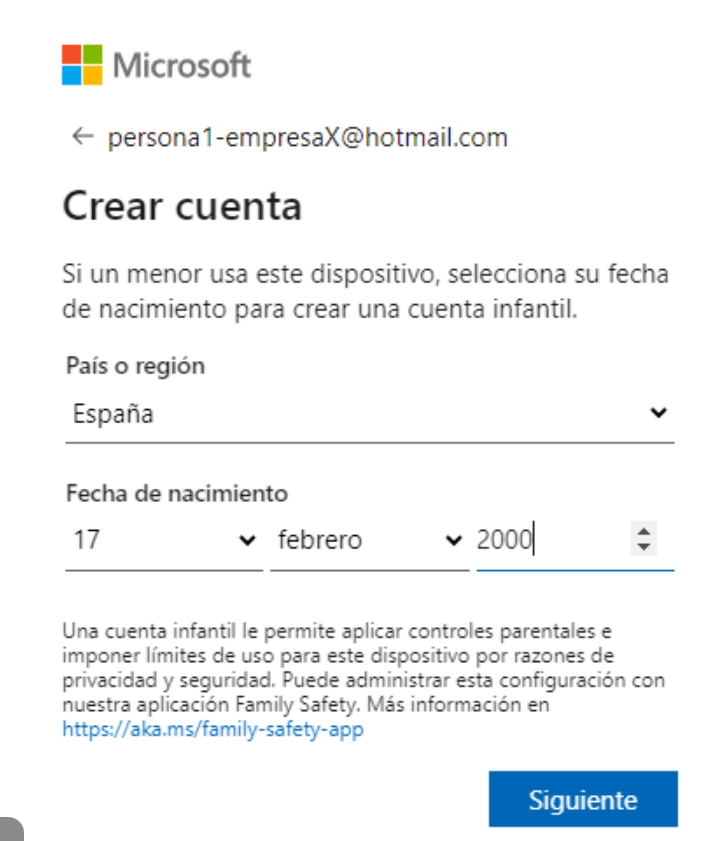 Microsoft
← persona1-empresaX@hotmail.com
Crear cuenta
Si un menor usa este dispositivo, selecciona su fecha
de nacimiento para crear una cuenta infantil.
País o región
España
Fecha de nacimiento
17 febrero 2000
Una cuenta infantil le permite aplicar controles parentales e
imponer límites de uso para este dispositivo por razones de
privacidad y seguridad. Puede administrar esta configuración con
nuestra aplicación Family Safety. Más información en
https://aka.ms/family-safety-app
Siguiente